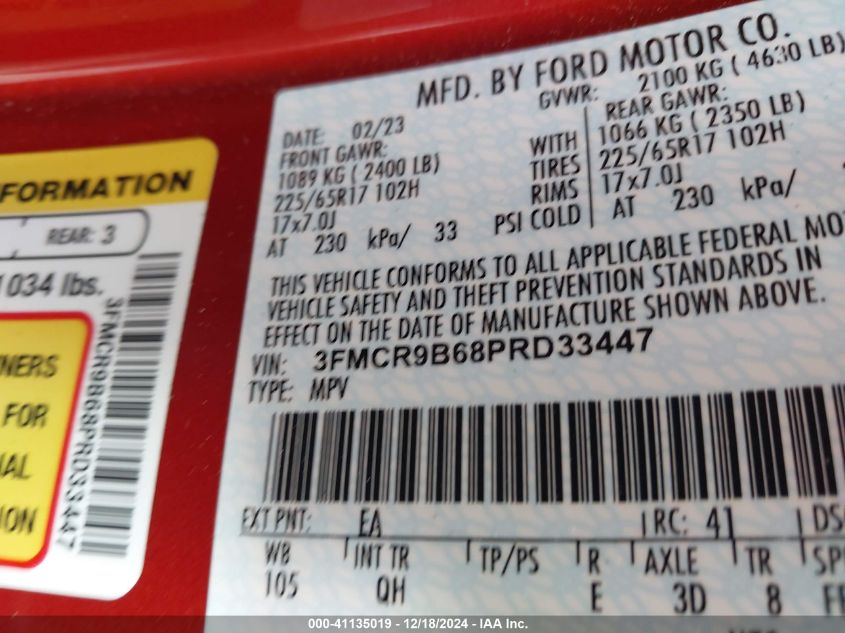 MFD. BY FORD MOTOR CO.
DATE: 02/23
GVWR: 2100 KG ( 4630 LB)
FRONT GAWR:
1089 KG ( 2400 LB)
225/65R17 102H
17x7.0J
AT 230 kPa/ 33 PSI COLD
WITH
TIRES
RIMS
REAR GAWR:
1066 KG ( 2350 LB)
225/65R17 102H
17x7.0J
AT 230 kPa/
THIS VEHICLE CONFORMS TO ALL APPLICABLE FEDERAL MO
VEHICLE SAFETY AND THEFT PREVENTION STANDARDS IN
EFFECT ON THE DATE OF MANUFACTURE SHOWN ABOVE.
VIN: 3FMCR9B68PRD33447
TYPE: MPV
EXT PNT: EA RC: 41 DS
WB INT TR TP/PS R AXLE TR SP
105 QH E 3D 8 FF
FORMATION
REAR: 3
1034 lbs.
3FMCR9B68PRD33447
NERS
FOR
AL
ION
000-41135019 - 12/18/2024 - IAA Inc.